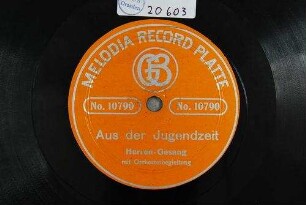 20603
MELODIA RECORD PLATTE
No. 10790
No. 10790
Aus der Jugendzeit
Herren-Gesang
mit Orchesterbegleitung